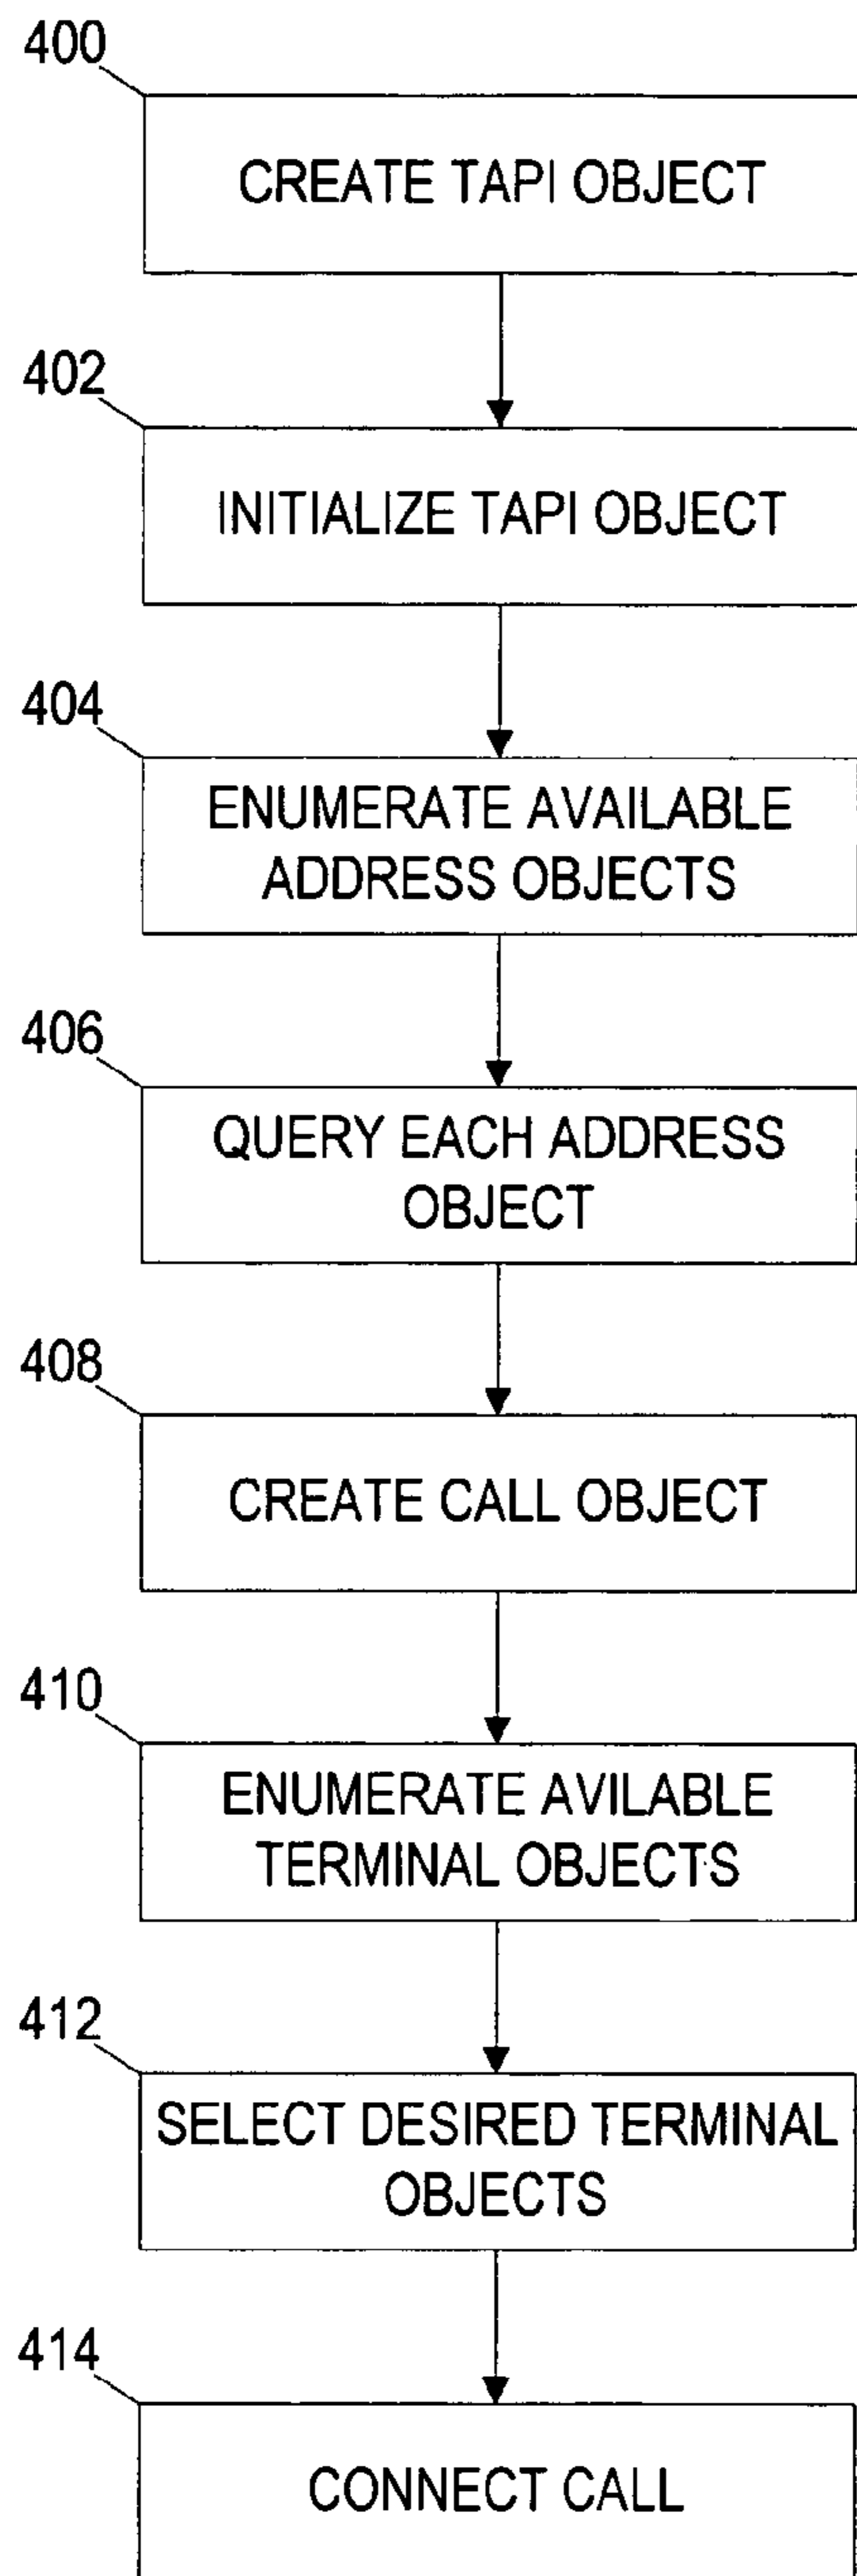 400
CREATE TAPI OBJECT
402
INITIALIZE TAPI OBJECT
404
ENUMERATE AVAILABLE
ADDRESS OBJECTS
406
QUERY EACH ADDRESS
OBJECT
408
CREATE CALL OBJECT
410
ENUMERATE AVILABLE
TERMINAL OBJECTS
412
SELECT DESIRED TERMINAL
OBJECTS
414
CONNECT CALL